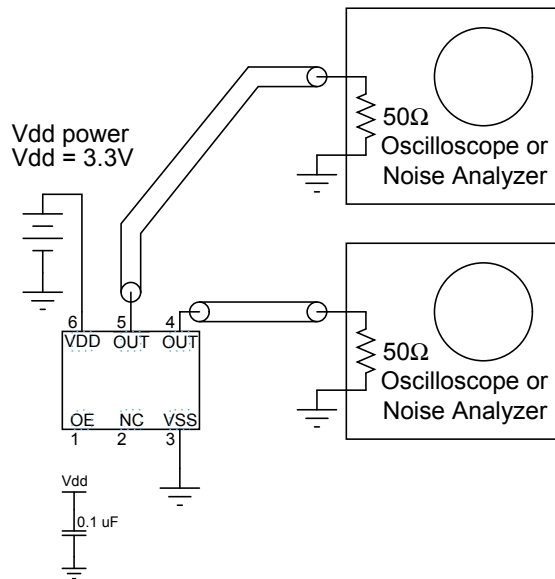 50Ω
Oscilloscope or
Noise Analyzer
Vdd power
Vdd = 3.3V
6 5 4
VDD OUT OUT
50Ω
Oscilloscope or
Noise Analyzer
OE NC VSS
1 2 3
Vdd
0.1 uF